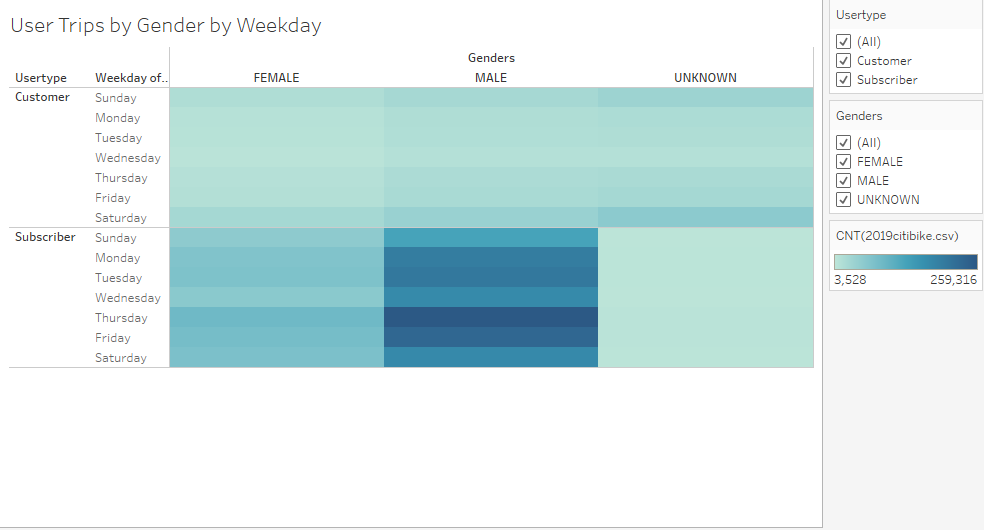 User Trips by Gender by Weekday
Genders
Usertype Weekday of.. FEMALE MALE UNKNOWN
Customer Sunday
Monday
Tuesday
Wednesday
Thursday
Friday
Saturday
Subscriber Sunday
Monday
Tuesday
Wednesday
Thursday
Friday
Saturday
Usertype
(All)
Customer
Subscriber
Genders
(All)
FEMALE
MALE
UNKNOWN
CNT(2019citibike.csv)
3,528 259,316